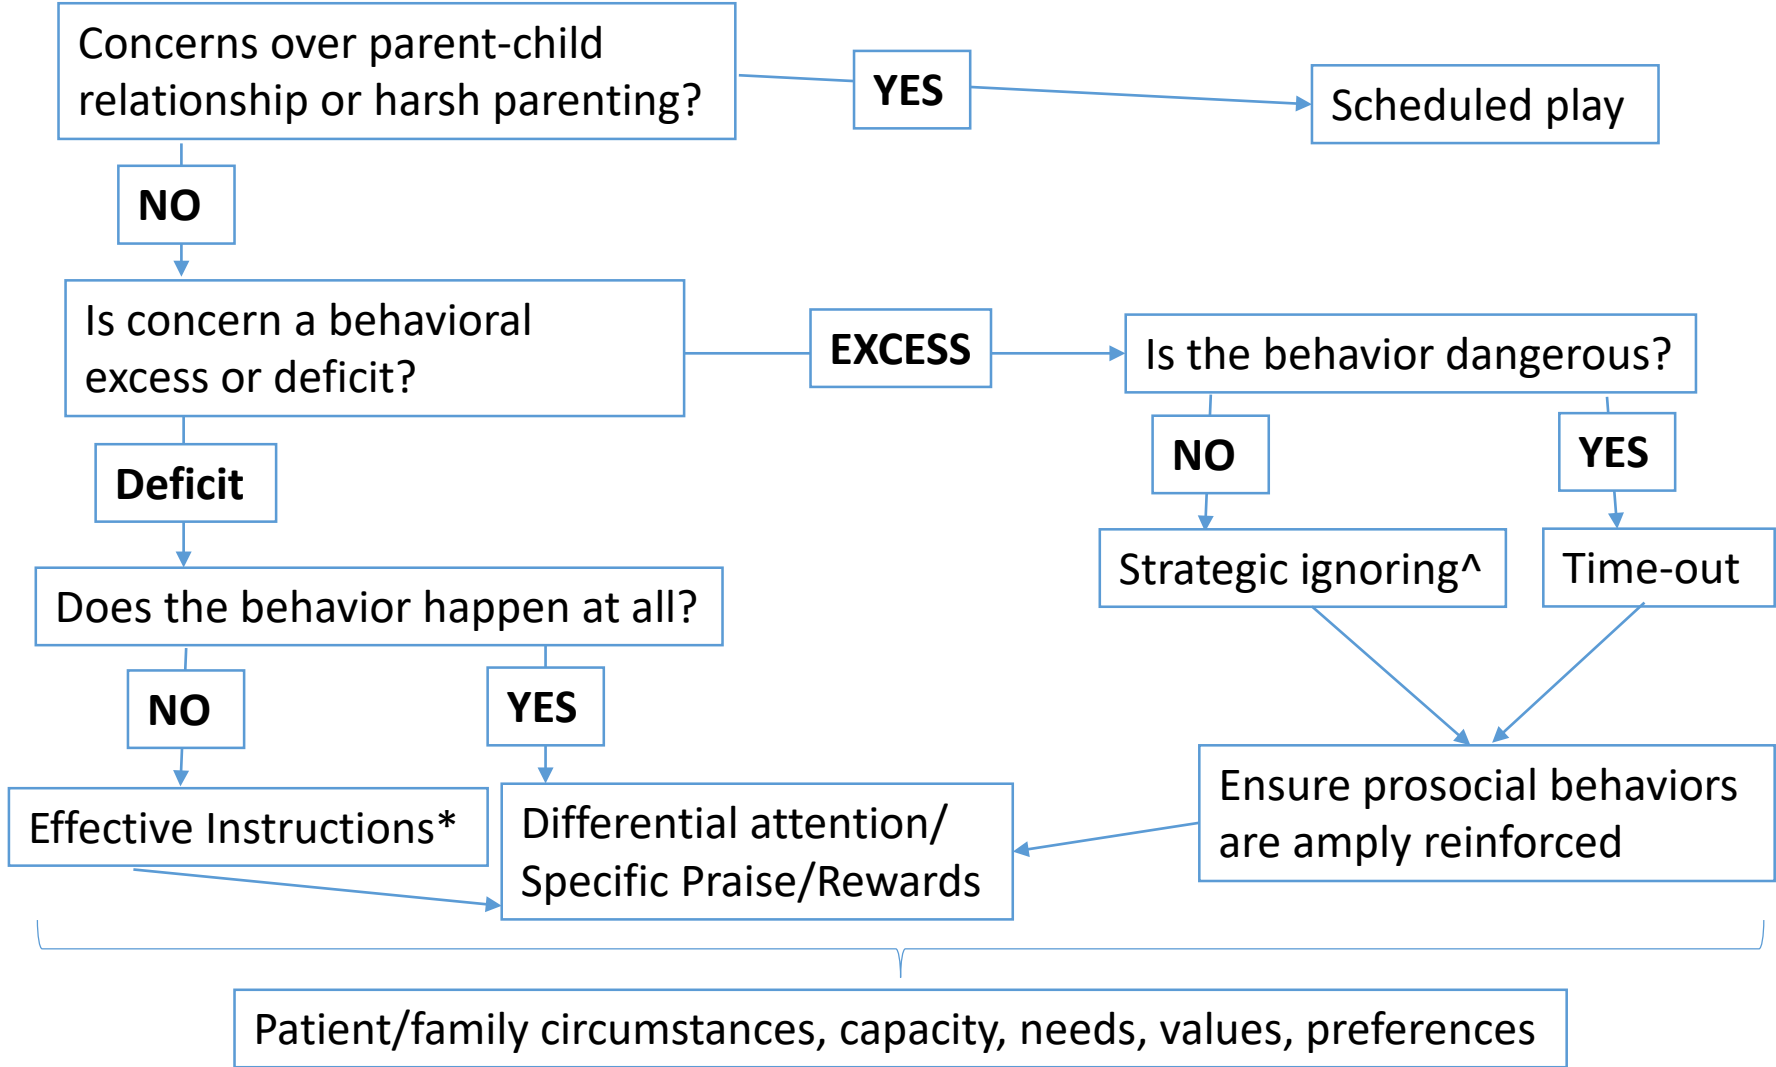 Concerns over parent-child
relationship or harsh parenting?
YES
Scheduled play
NO
Is concern a behavioral
excess or deficit?
EXCESS
Is the behavior dangerous?
NO
YES
Deficit
Strategic ignoring^
Time-out
Does the behavior happen at all?
NO
YES
Effective Instructions*
Differential attention/
Specific Praise/Rewards
Ensure prosocial behaviors
are amply reinforced
Patient/family circumstances, capacity, needs, values, preferences